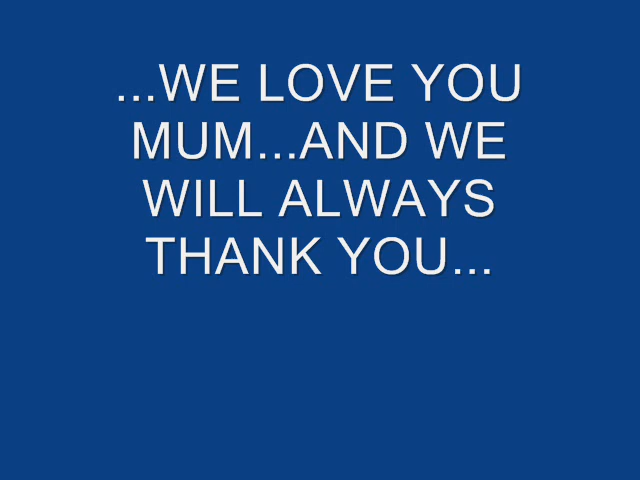 ...WE LOVE YOU
MUM...AND WE
WILL ALWAYS
THANK YOU...